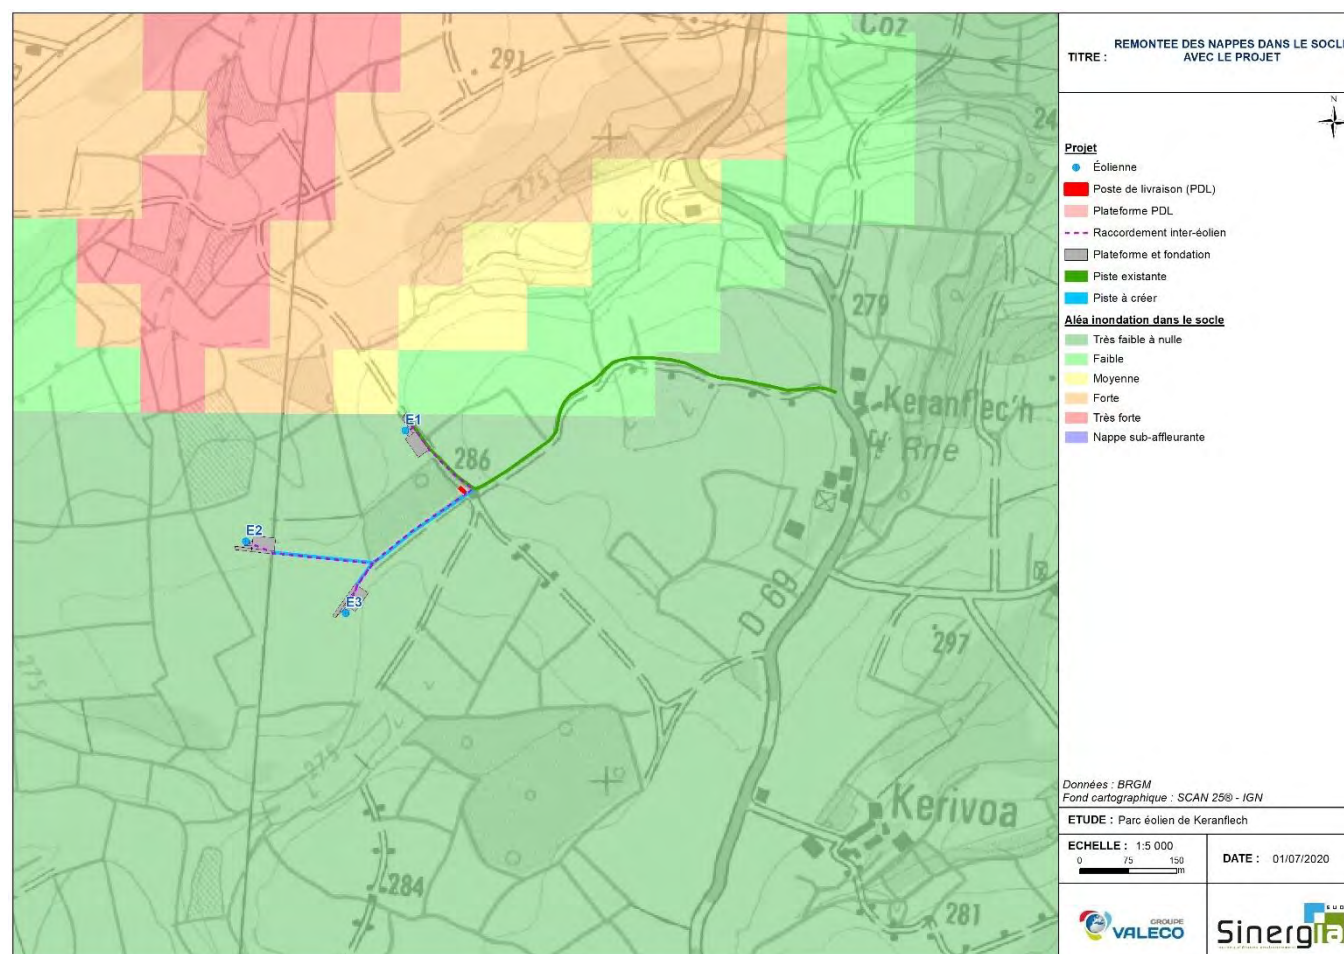 Coz
291
24
275
279
Keranflec'h
Rne
E1
286
E2
E3
D 69
297
275
275
Kerivoa
284
281
TITRE : REMONTEE DES NAPPES DANS LE SOCLE
AVEC LE PROJET
N
Projet
Éolienne
Poste de livraison (PDL)
Plateforme PDL
Raccordement inter-éolien
Plateforme et fondation
Piste existante
Piste à créer
Aléa inondation dans le socle
Très faible à nulle
Faible
Moyenne
Forte
Très forte
Nappe sub-affleurante
Données : BRGM
Fond cartographique : SCAN 25® - IGN
ETUDE : Parc éolien de Keranflech
ECHELLE : 1:5 000
0 75 150
m
DATE : 01/07/2020
GROUPE
VALECO
SUD
Sinergia